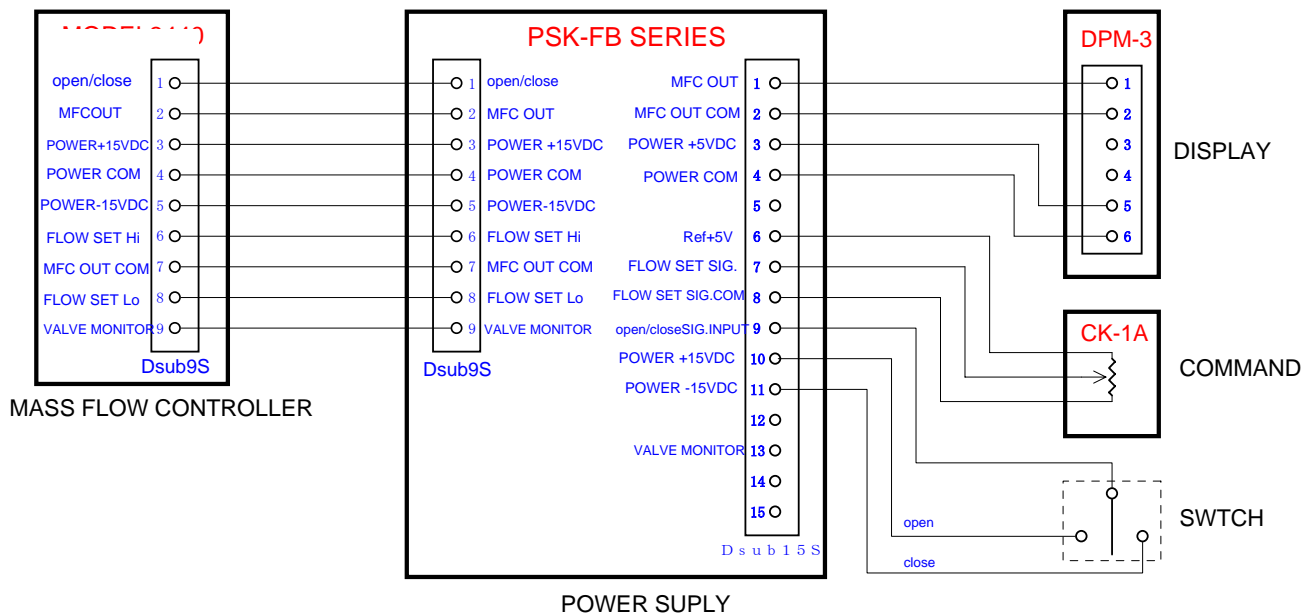 PSK-FB SERIES
DPM-3
open/close 1
MFCOUT 2
POWER+15VDC 3
POWER COM 4
POWER-15VDC 5
FLOW SET Hi 6
MFC OUT COM 7
FLOW SET Lo 8
VALVE MONITOR 9
Dsub9S
MASS FLOW CONTROLLER
1 open/close
2 MFC OUT
3 POWER +15VDC
4 POWER COM
5 POWER-15VDC
6 FLOW SET Hi
7 MFC OUT COM
8 FLOW SET Lo
9 VALVE MONITOR
Dsub9S
MFC OUT 1
MFC OUT COM 2
POWER +5VDC 3
POWER COM 4
5
Ref+5V 6
FLOW SET SIG. 7
FLOW SET SIG.COM 8
open/closeSIG.INPUT 9
POWER +15VDC 10
POWER -15VDC 11
12
VALVE MONITOR 13
14
15
Dsub15S
POWER SUPLY
1
2
3
4
5
6
DISPLAY
CK-1A
COMMAND
SWTCH
open
close